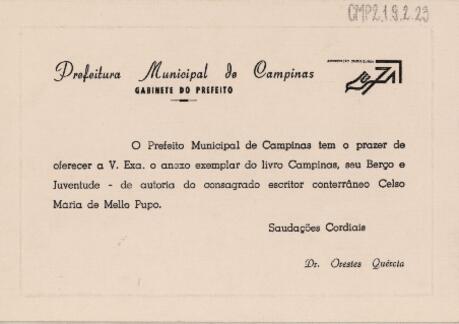 CMP2.1.9.2.23
Prefeitura Municipal de Campinas
GABINETE DO PREFEITO
O Prefeito Municipal de Campinas tem o prazer de
oferecer a V. Exa. o anexo exemplar do livro Campinas, seu Berço e
Juventude - de autoria do consagrado escritor conterrâneo Celso
Maria de Mello Pupo.
Saudações Cordiais
Dr. Orestes Quércia